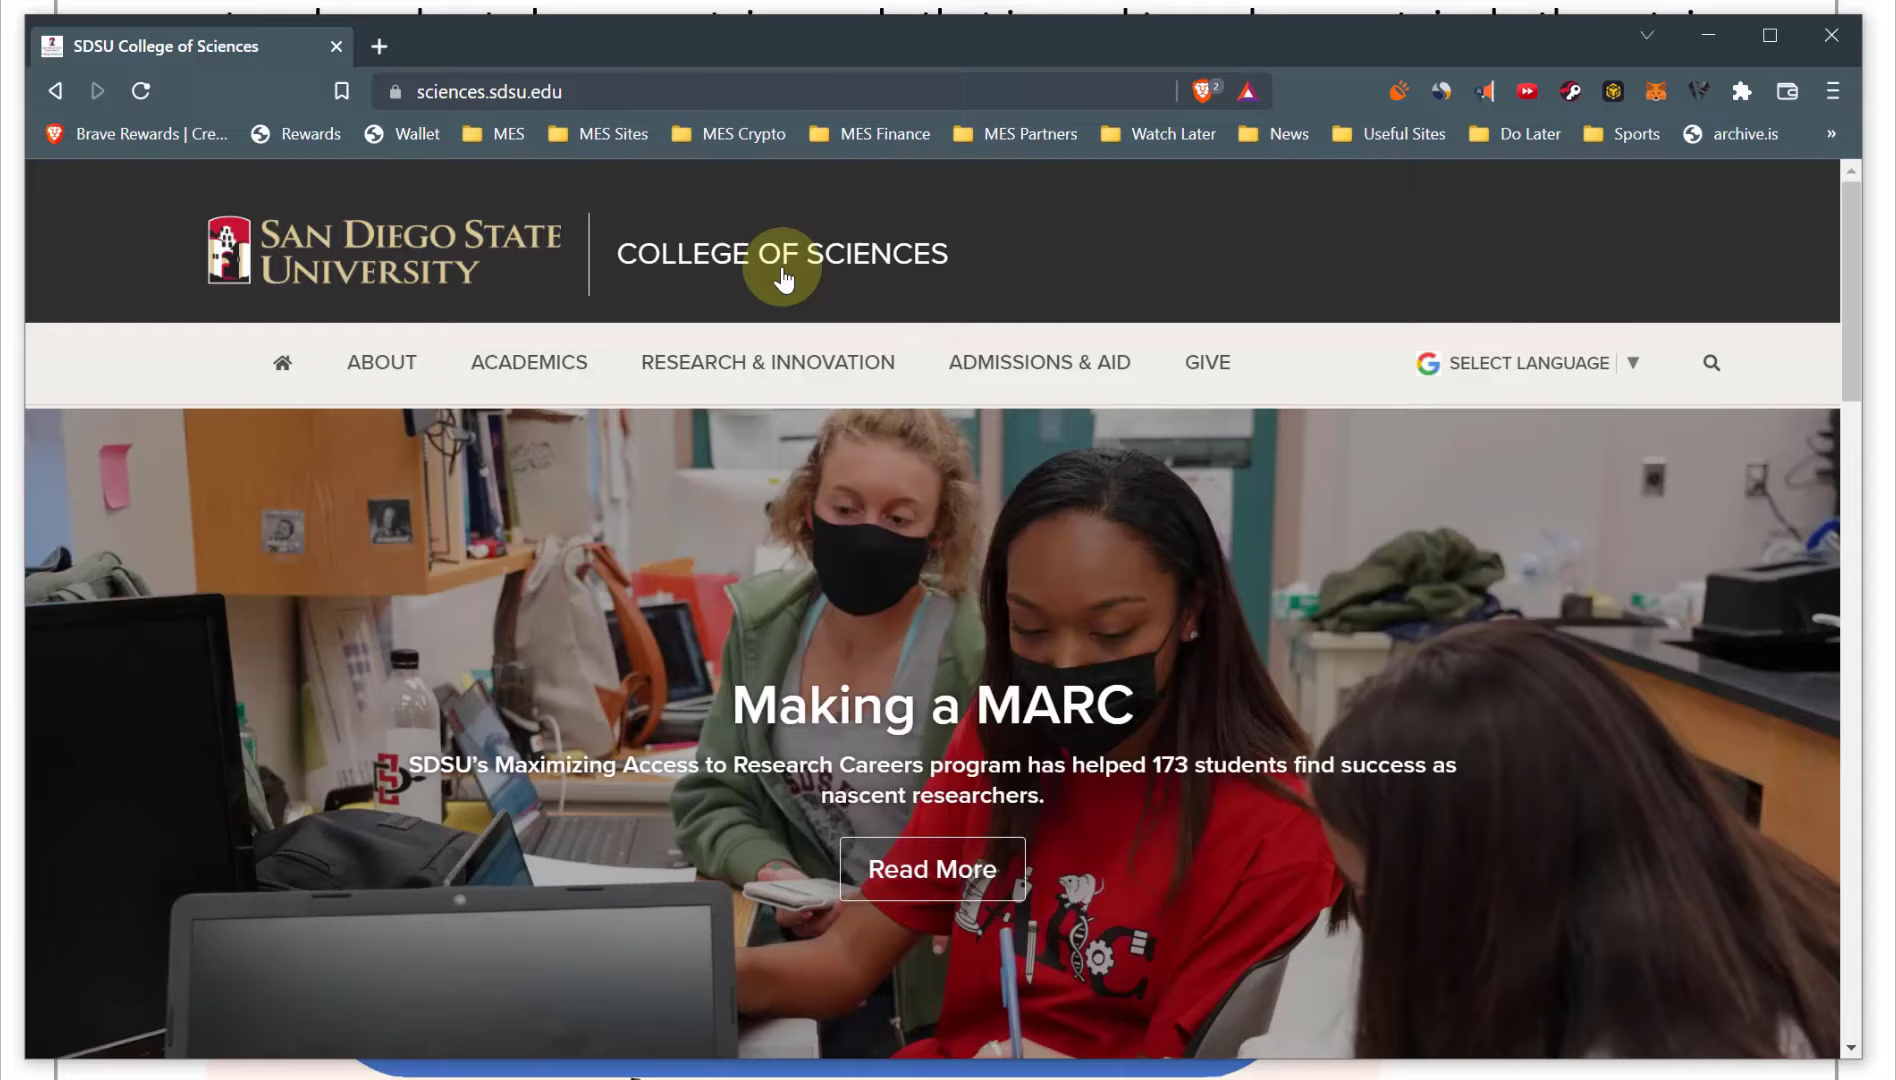 SDSU College of Sciences
sciences.sdsu.edu
2
Brave Rewards | Cre... Rewards Wallet MES MES Sites MES Crypto MES Finance MES Partners Watch Later News Useful Sites Do Later Sports archive.is »
SAN DIEGO STATE
UNIVERSITY
COLLEGE OF SCIENCES
ABOUT ACADEMICS RESEARCH & INNOVATION ADMISSIONS & AID GIVE SELECT LANGUAGE ▼
Making a MARC
SDSU's Maximizing Access to Research Careers program has helped 173 students find success as
nascent researchers.
Read More